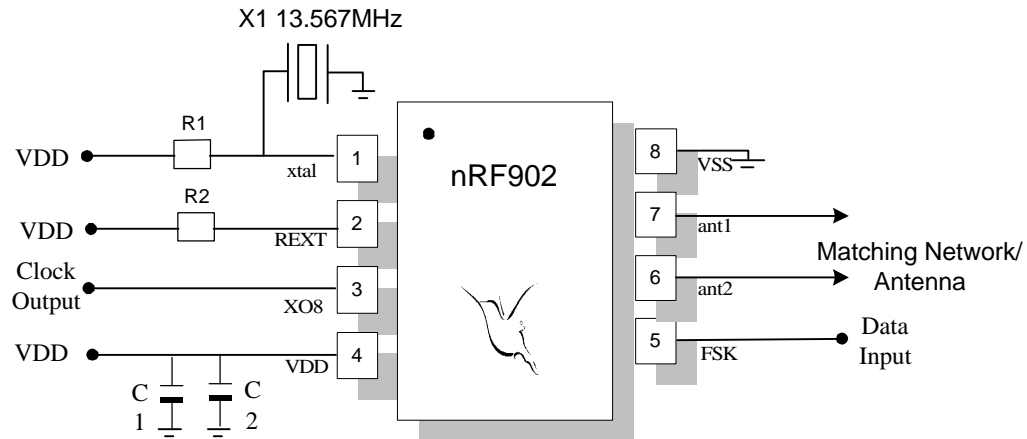 X1 13.567MHz
R1
VDD
xtal
1
R2
VDD
REXT
2
Clock
Output
XO8
3
VDD
VDD
4
C
1
C
2
nRF902
8
VSS
7
ant1
6
ant2
Matching Network/
Antenna
5
FSK
Data
Input